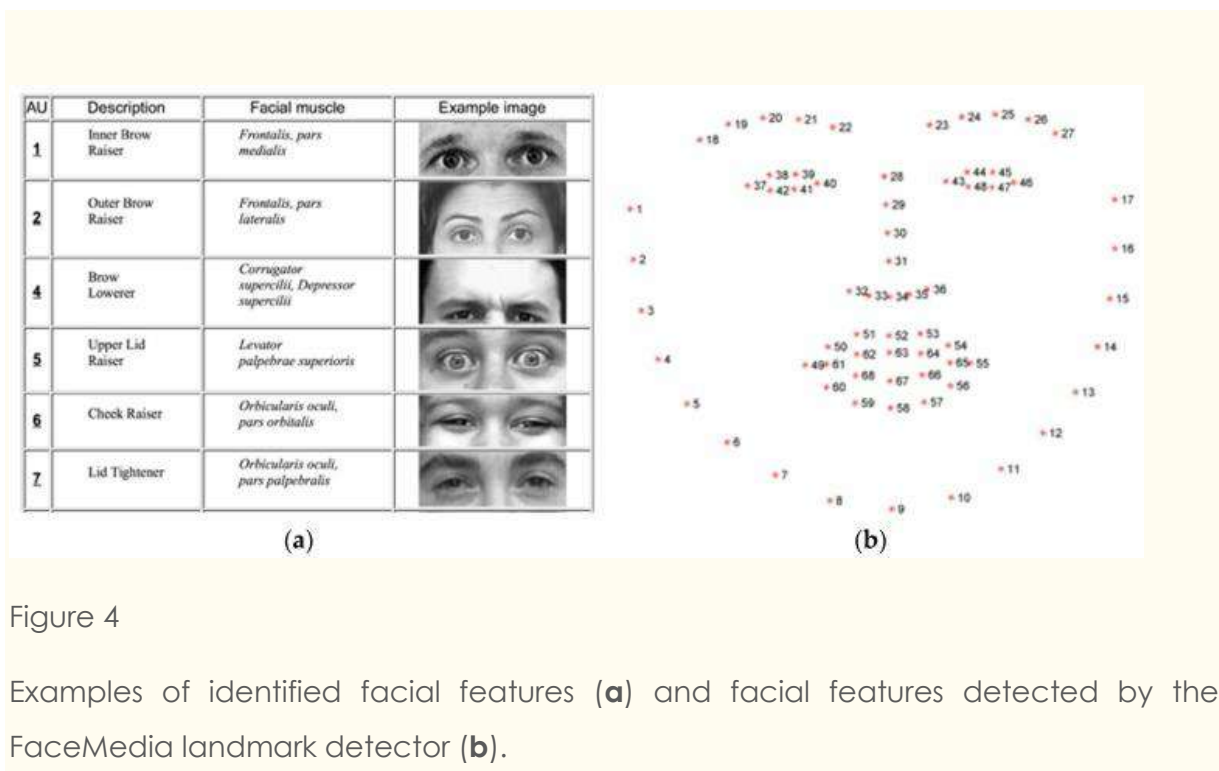 AU Description Facial muscle Example image
1 Inner Brow Raiser Frontalis, pars medialis
2 Outer Brow Raiser Frontalis, pars lateralis
4 Brow Lowerer Corrugator supercilii, Depressor supercilii
5 Upper Lid Raiser Levator palpebrae superioris
6 Cheek Raiser Orbicularis oculi, pars orbitalis
7 Lid Tightener Orbicularis oculi, pars palpebralis
(a)
19 20 21 22 23 24 25 26 27
18
38 39 44 45
37 42 41 40 28 43 48 47 46
1 29 17
30
2 31 16
32 33 34 35 36 15
3
51 52 53
50 62 63 64 54 14
4 49 61 65 55
68 67 66
60 56
59 58 57 13
5
6 12
7 11
8 9 10
(b)
Figure 4
Examples of identified facial features (a) and facial features detected by the
FaceMedia landmark detector (b).